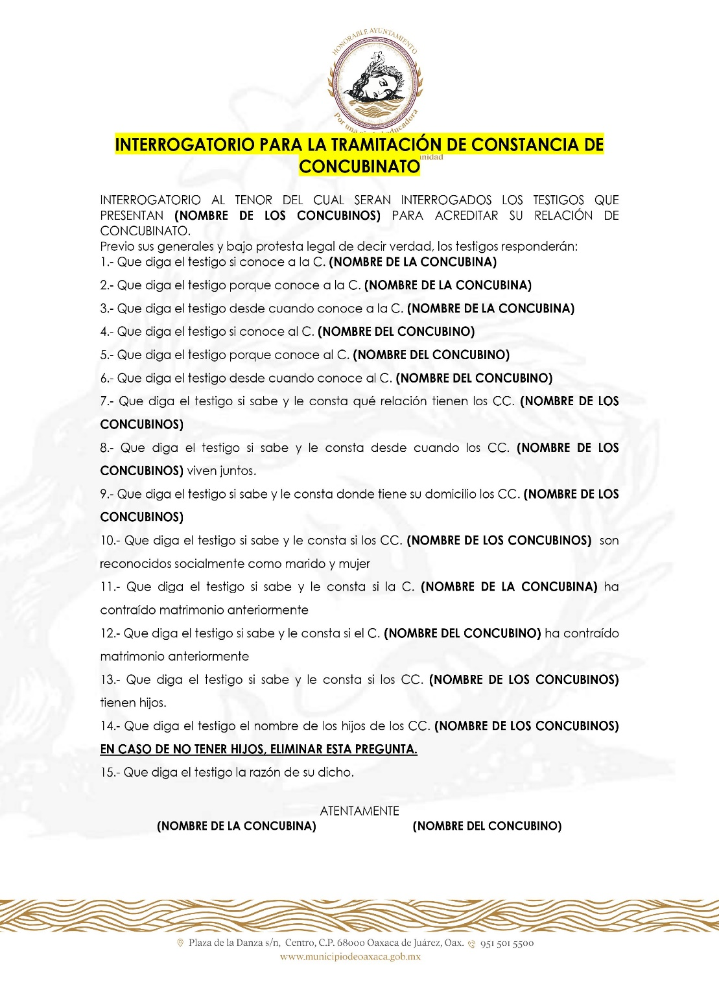 HONORABLE AYUNTAMIENTO
Por una
educadora
INTERROGATORIO PARA LA TRAMITACIÓN DE CONSTANCIA DE
CONCUBINATO
INTERROGATORIO AL TENOR DEL CUAL SERAN INTERROGADOS LOS TESTIGOS QUE
PRESENTAN (NOMBRE DE LOS CONCUBINOS) PARA ACREDITAR SU RELACIÓN DE
CONCUBINATO.
Previo sus generales y bajo protesta legal de decir verdad, los testigos responderán:
1.- Que diga el testigo si conoce a la C. (NOMBRE DE LA CONCUBINA)
2.- Que diga el testigo porque conoce a la C. (NOMBRE DE LA CONCUBINA)
3.- Que diga el testigo desde cuando conoce a la C. (NOMBRE DE LA CONCUBINA)
4.- Que diga el testigo si conoce al C. (NOMBRE DEL CONCUBINO)
5.- Que diga el testigo porque conoce al C. (NOMBRE DEL CONCUBINO)
6.- Que diga el testigo desde cuando conoce al C. (NOMBRE DEL CONCUBINO)
7.- Que diga el testigo si sabe y le consta qué relación tienen los CC. (NOMBRE DE LOS
CONCUBINOS)
8.- Que diga el testigo si sabe y le consta desde cuando los CC. (NOMBRE DE LOS
CONCUBINOS) viven juntos.
9.- Que diga el testigo si sabe y le consta donde tiene su domicilio los CC. (NOMBRE DE LOS
CONCUBINOS)
10.- Que diga el testigo si sabe y le consta si los CC. (NOMBRE DE LOS CONCUBINOS) son
reconocidos socialmente como marido y mujer
11.- Que diga el testigo si sabe y le consta si la C. (NOMBRE DE LA CONCUBINA) ha
contraído matrimonio anteriormente
12.- Que diga el testigo si sabe y le consta si el C. (NOMBRE DEL CONCUBINO) ha contraído
matrimonio anteriormente
13.- Que diga el testigo si sabe y le consta si los CC. (NOMBRE DE LOS CONCUBINOS)
tienen hijos.
14.- Que diga el testigo el nombre de los hijos de los CC. (NOMBRE DE LOS CONCUBINOS)
EN CASO DE NO TENER HIJOS, ELIMINAR ESTA PREGUNTA.
15.- Que diga el testigo la razón de su dicho.
ATENTAMENTE
(NOMBRE DE LA CONCUBINA) (NOMBRE DEL CONCUBINO)
Plaza de la Danza s/n, Centro, C.P. 68000 Oaxaca de Juárez, Oax. 951 501 5500
www.municipiodeoaxaca.gob.mx